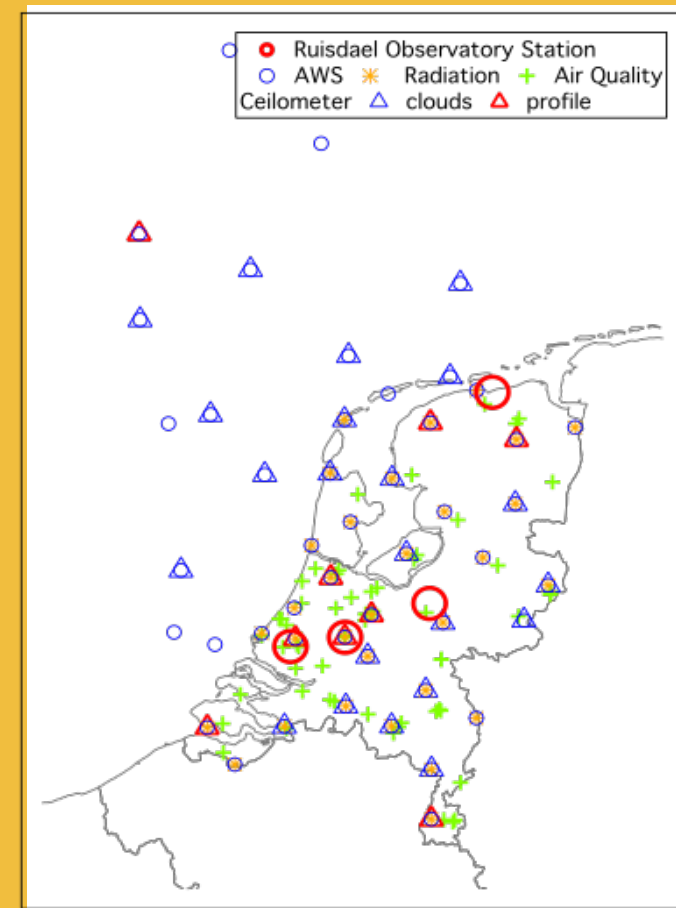 Ruisdael Observatory Station
AWS Radiation Air Quality
Ceilometer clouds profile